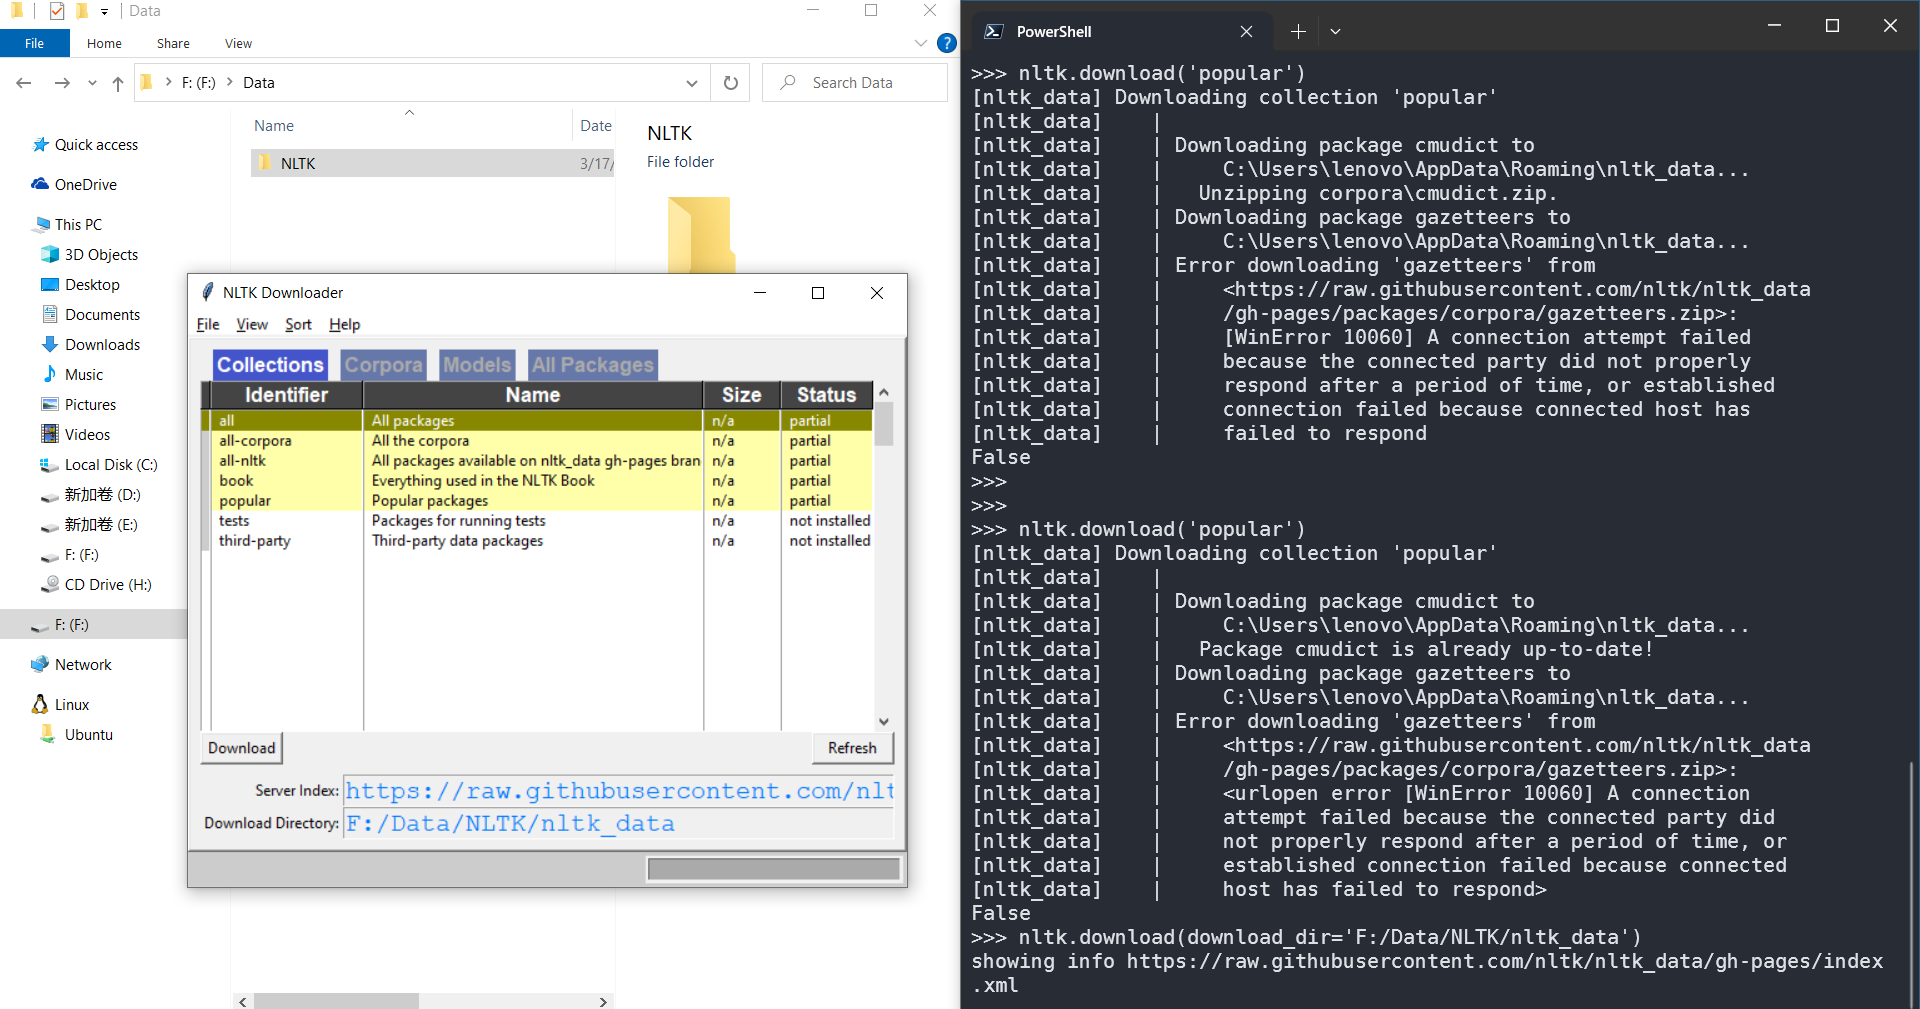 Data
File Home Share View
F: (F:) Data
Search Data
Name Date
NLTK 3/17/
NLTK
File folder
Quick access
OneDrive
This PC
3D Objects
Desktop
Documents
Downloads
Music
Pictures
Videos
Local Disk (C:)
新加卷 (D:)
新加卷 (E:)
F: (F:)
CD Drive (H:)
F: (F:)
Network
Linux
Ubuntu
NLTK Downloader
File View Sort Help
Collections Corpora Models All Packages
Identifier Name Size Status
all All packages n/a partial
all-corpora All the corpora n/a partial
all-nltk All packages available on nltk_data gh-pages bran n/a partial
book Everything used in the NLTK Book n/a partial
popular Popular packages n/a partial
tests Packages for running tests n/a not installed
third-party Third-party data packages n/a not installed
Download Refresh
Server Index: https://raw.githubusercontent.com/nlt
Download Directory: F:/Data/NLTK/nltk_data
PowerShell
>>> nltk.download('popular')
[nltk_data] Downloading collection 'popular'
[nltk_data]    |
[nltk_data]    | Downloading package cmudict to
[nltk_data]    |     C:\Users\lenovo\AppData\Roaming\nltk_data...
[nltk_data]    |   Unzipping corpora\cmudict.zip.
[nltk_data]    | Downloading package gazetteers to
[nltk_data]    |     C:\Users\lenovo\AppData\Roaming\nltk_data...
[nltk_data]    | Error downloading 'gazetteers' from
[nltk_data]    |     <https://raw.githubusercontent.com/nltk/nltk_data
[nltk_data]    |     /gh-pages/packages/corpora/gazetteers.zip>:
[nltk_data]    |     [WinError 10060] A connection attempt failed
[nltk_data]    |     because the connected party did not properly
[nltk_data]    |     respond after a period of time, or established
[nltk_data]    |     connection failed because connected host has
[nltk_data]    |     failed to respond
False
>>>
>>>
>>> nltk.download('popular')
[nltk_data] Downloading collection 'popular'
[nltk_data]    |
[nltk_data]    | Downloading package cmudict to
[nltk_data]    |     C:\Users\lenovo\AppData\Roaming\nltk_data...
[nltk_data]    |   Package cmudict is already up-to-date!
[nltk_data]    | Downloading package gazetteers to
[nltk_data]    |     C:\Users\lenovo\AppData\Roaming\nltk_data...
[nltk_data]    | Error downloading 'gazetteers' from
[nltk_data]    |     <https://raw.githubusercontent.com/nltk/nltk_data
[nltk_data]    |     /gh-pages/packages/corpora/gazetteers.zip>:
[nltk_data]    |     <urlopen error [WinError 10060] A connection
[nltk_data]    |     attempt failed because the connected party did
[nltk_data]    |     not properly respond after a period of time, or
[nltk_data]    |     established connection failed because connected
[nltk_data]    |     host has failed to respond>
False
>>> nltk.download(download_dir='F:/Data/NLTK/nltk_data')
showing info https://raw.githubusercontent.com/nltk/nltk_data/gh-pages/index
.xml